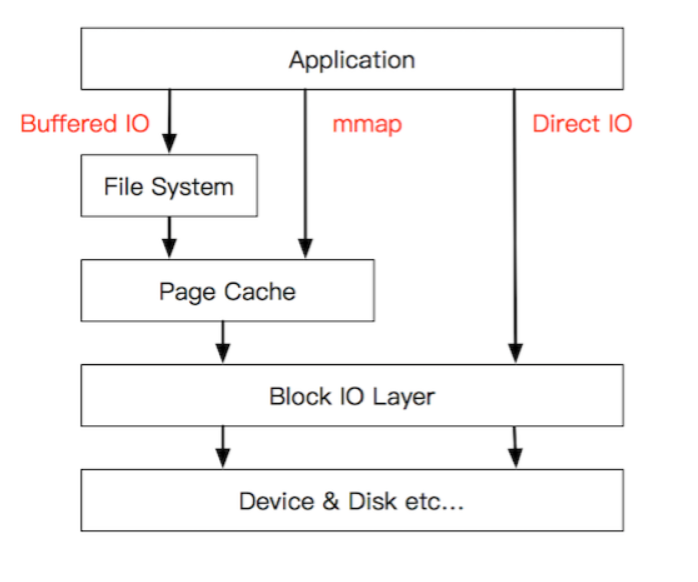 Application
Buffered IO
mmap
Direct IO
File System
Page Cache
Block IO Layer
Device & Disk etc...